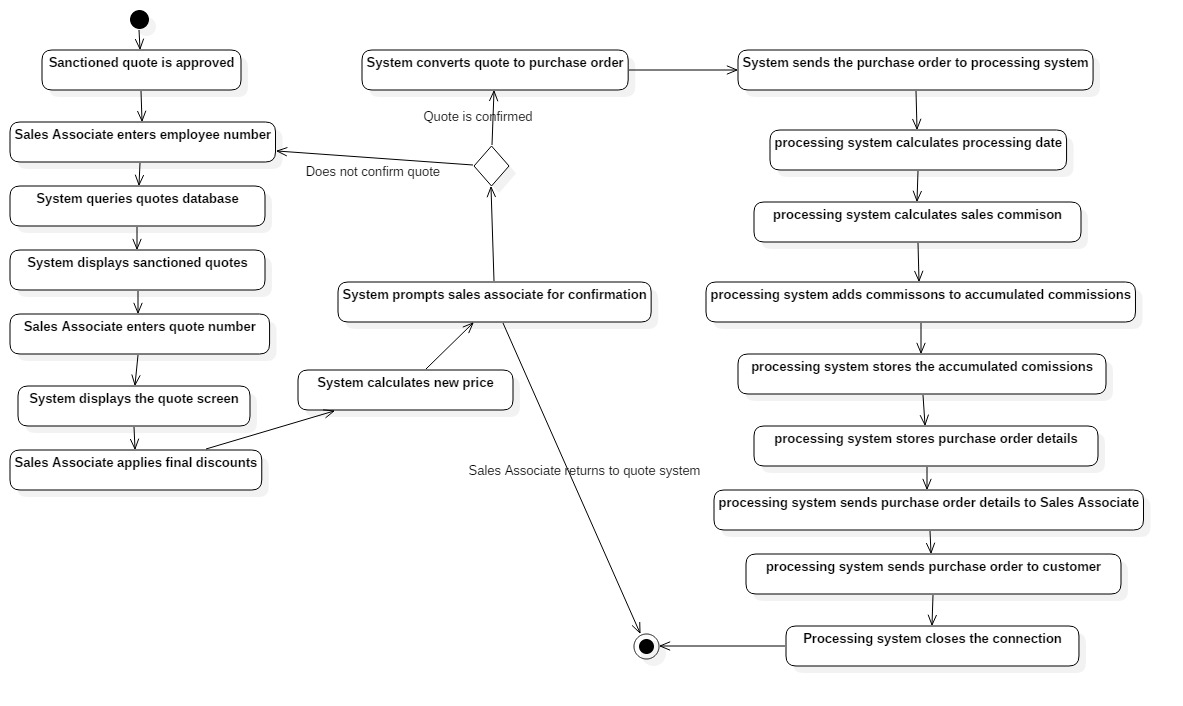 Sanctioned quote is approved
Sales Associate enters employee number
System queries quotes database
System displays sanctioned quotes
Sales Associate enters quote number
System displays the quote screen
Sales Associate applies final discounts
System calculates new price
System prompts sales associate for confirmation
Does not confirm quote
Quote is confirmed
Sales Associate returns to quote system
System converts quote to purchase order
System sends the purchase order to processing system
processing system calculates processing date
processing system calculates sales commison
processing system adds commissons to accumulated commissions
processing system stores the accumulated comissions
processing system stores purchase order details
processing system sends purchase order details to Sales Associate
processing system sends purchase order to customer
Processing system closes the connection